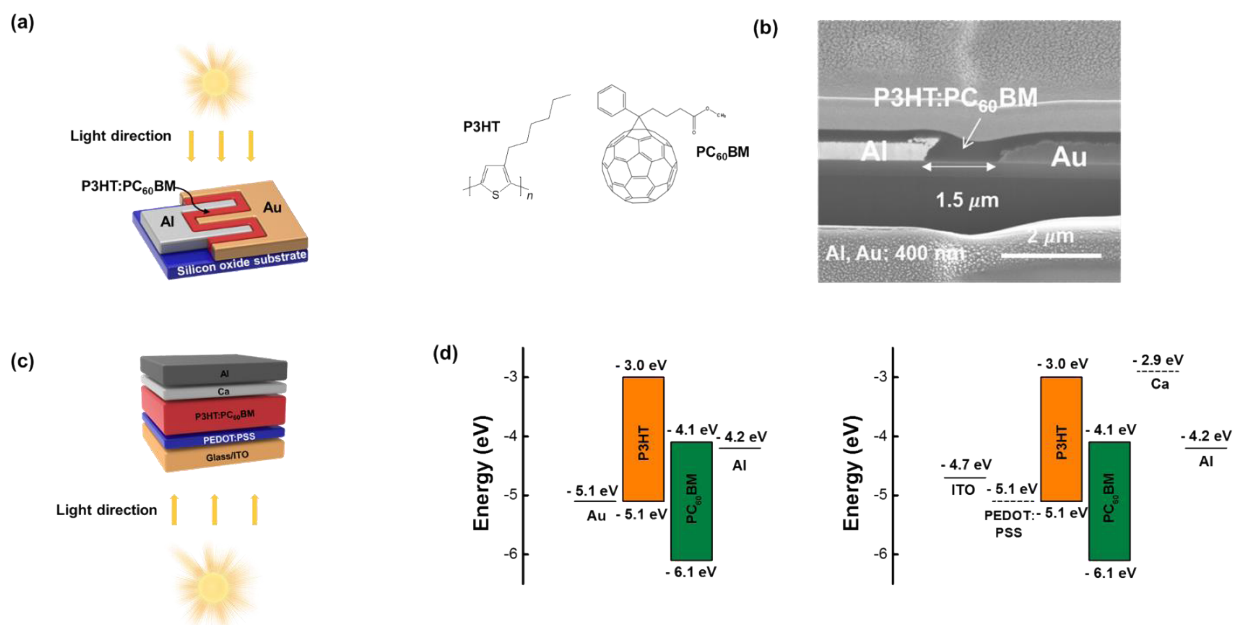 (a)
Light direction
P3HT:PC₆₀BM
Al
Au
Silicon oxide substrate
P3HT
S
n
O
O
CH₃
PC₆₀BM
(b)
P3HT:PC₆₀BM
Al
Au
1.5 μm
2 μm
Al, Au; 400 nm
(c)
Al
Ca
P3HT:PC₆₀BM
PEDOT:PSS
Glass/ITO
Light direction
(d)
Energy (eV)
-3
-4
-5
-6
- 3.0 eV
P3HT
- 4.1 eV
- 4.2 eV
Al
- 5.1 eV
Au
- 5.1 eV
PC₆₀BM
- 6.1 eV
Energy (eV)
-3
-4
-5
-6
- 3.0 eV
- 2.9 eV
Ca
P3HT
- 4.1 eV
- 4.2 eV
Al
- 4.7 eV
ITO
- 5.1 eV
PEDOT:
PSS
- 5.1 eV
PC₆₀BM
- 6.1 eV